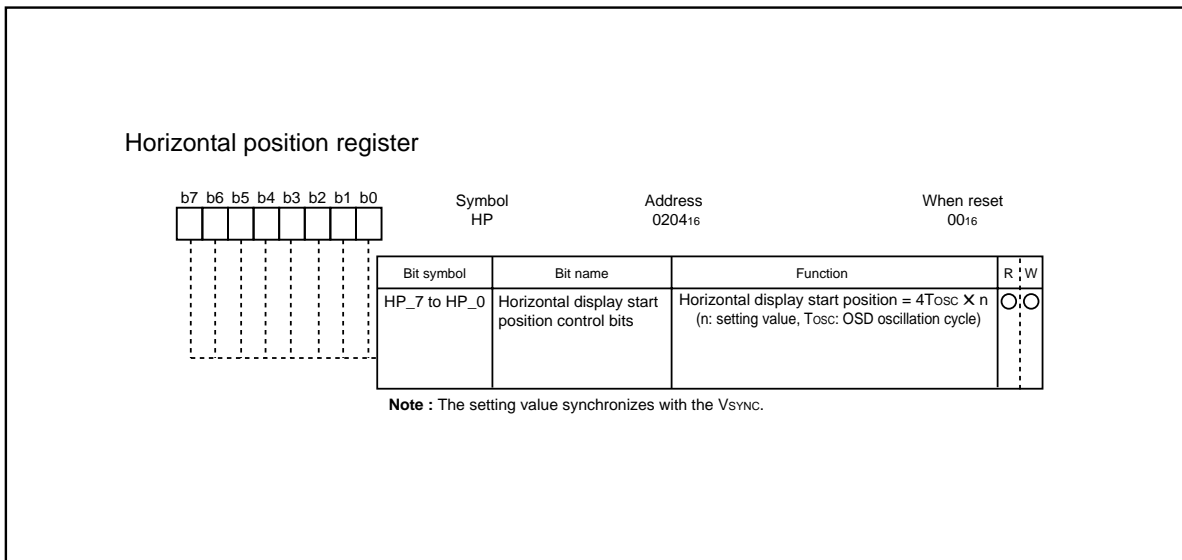 Horizontal position register
b7 b6 b5 b4 b3 b2 b1 b0
Symbol Address When reset
HP 020416 0016
Bit symbol Bit name Function R W
HP_7 to HP_0 Horizontal display start Horizontal display start position = 4Tosc X n
position control bits (n: setting value, Tosc: OSD oscillation cycle)
Note : The setting value synchronizes with the VSYNC.